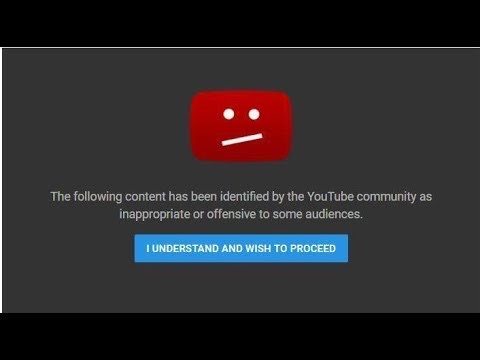 The following content has been identified by the YouTube community as
inappropriate or offensive to some audiences.
I UNDERSTAND AND WISH TO PROCEED